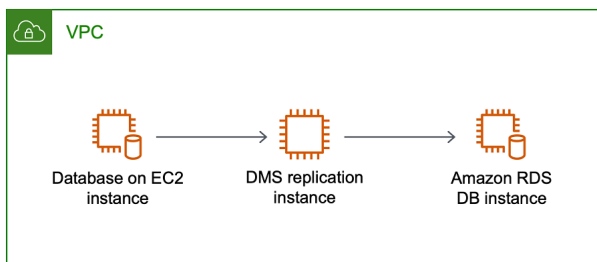 VPC
Database on EC2
instance
DMS replication
instance
Amazon RDS
DB instance